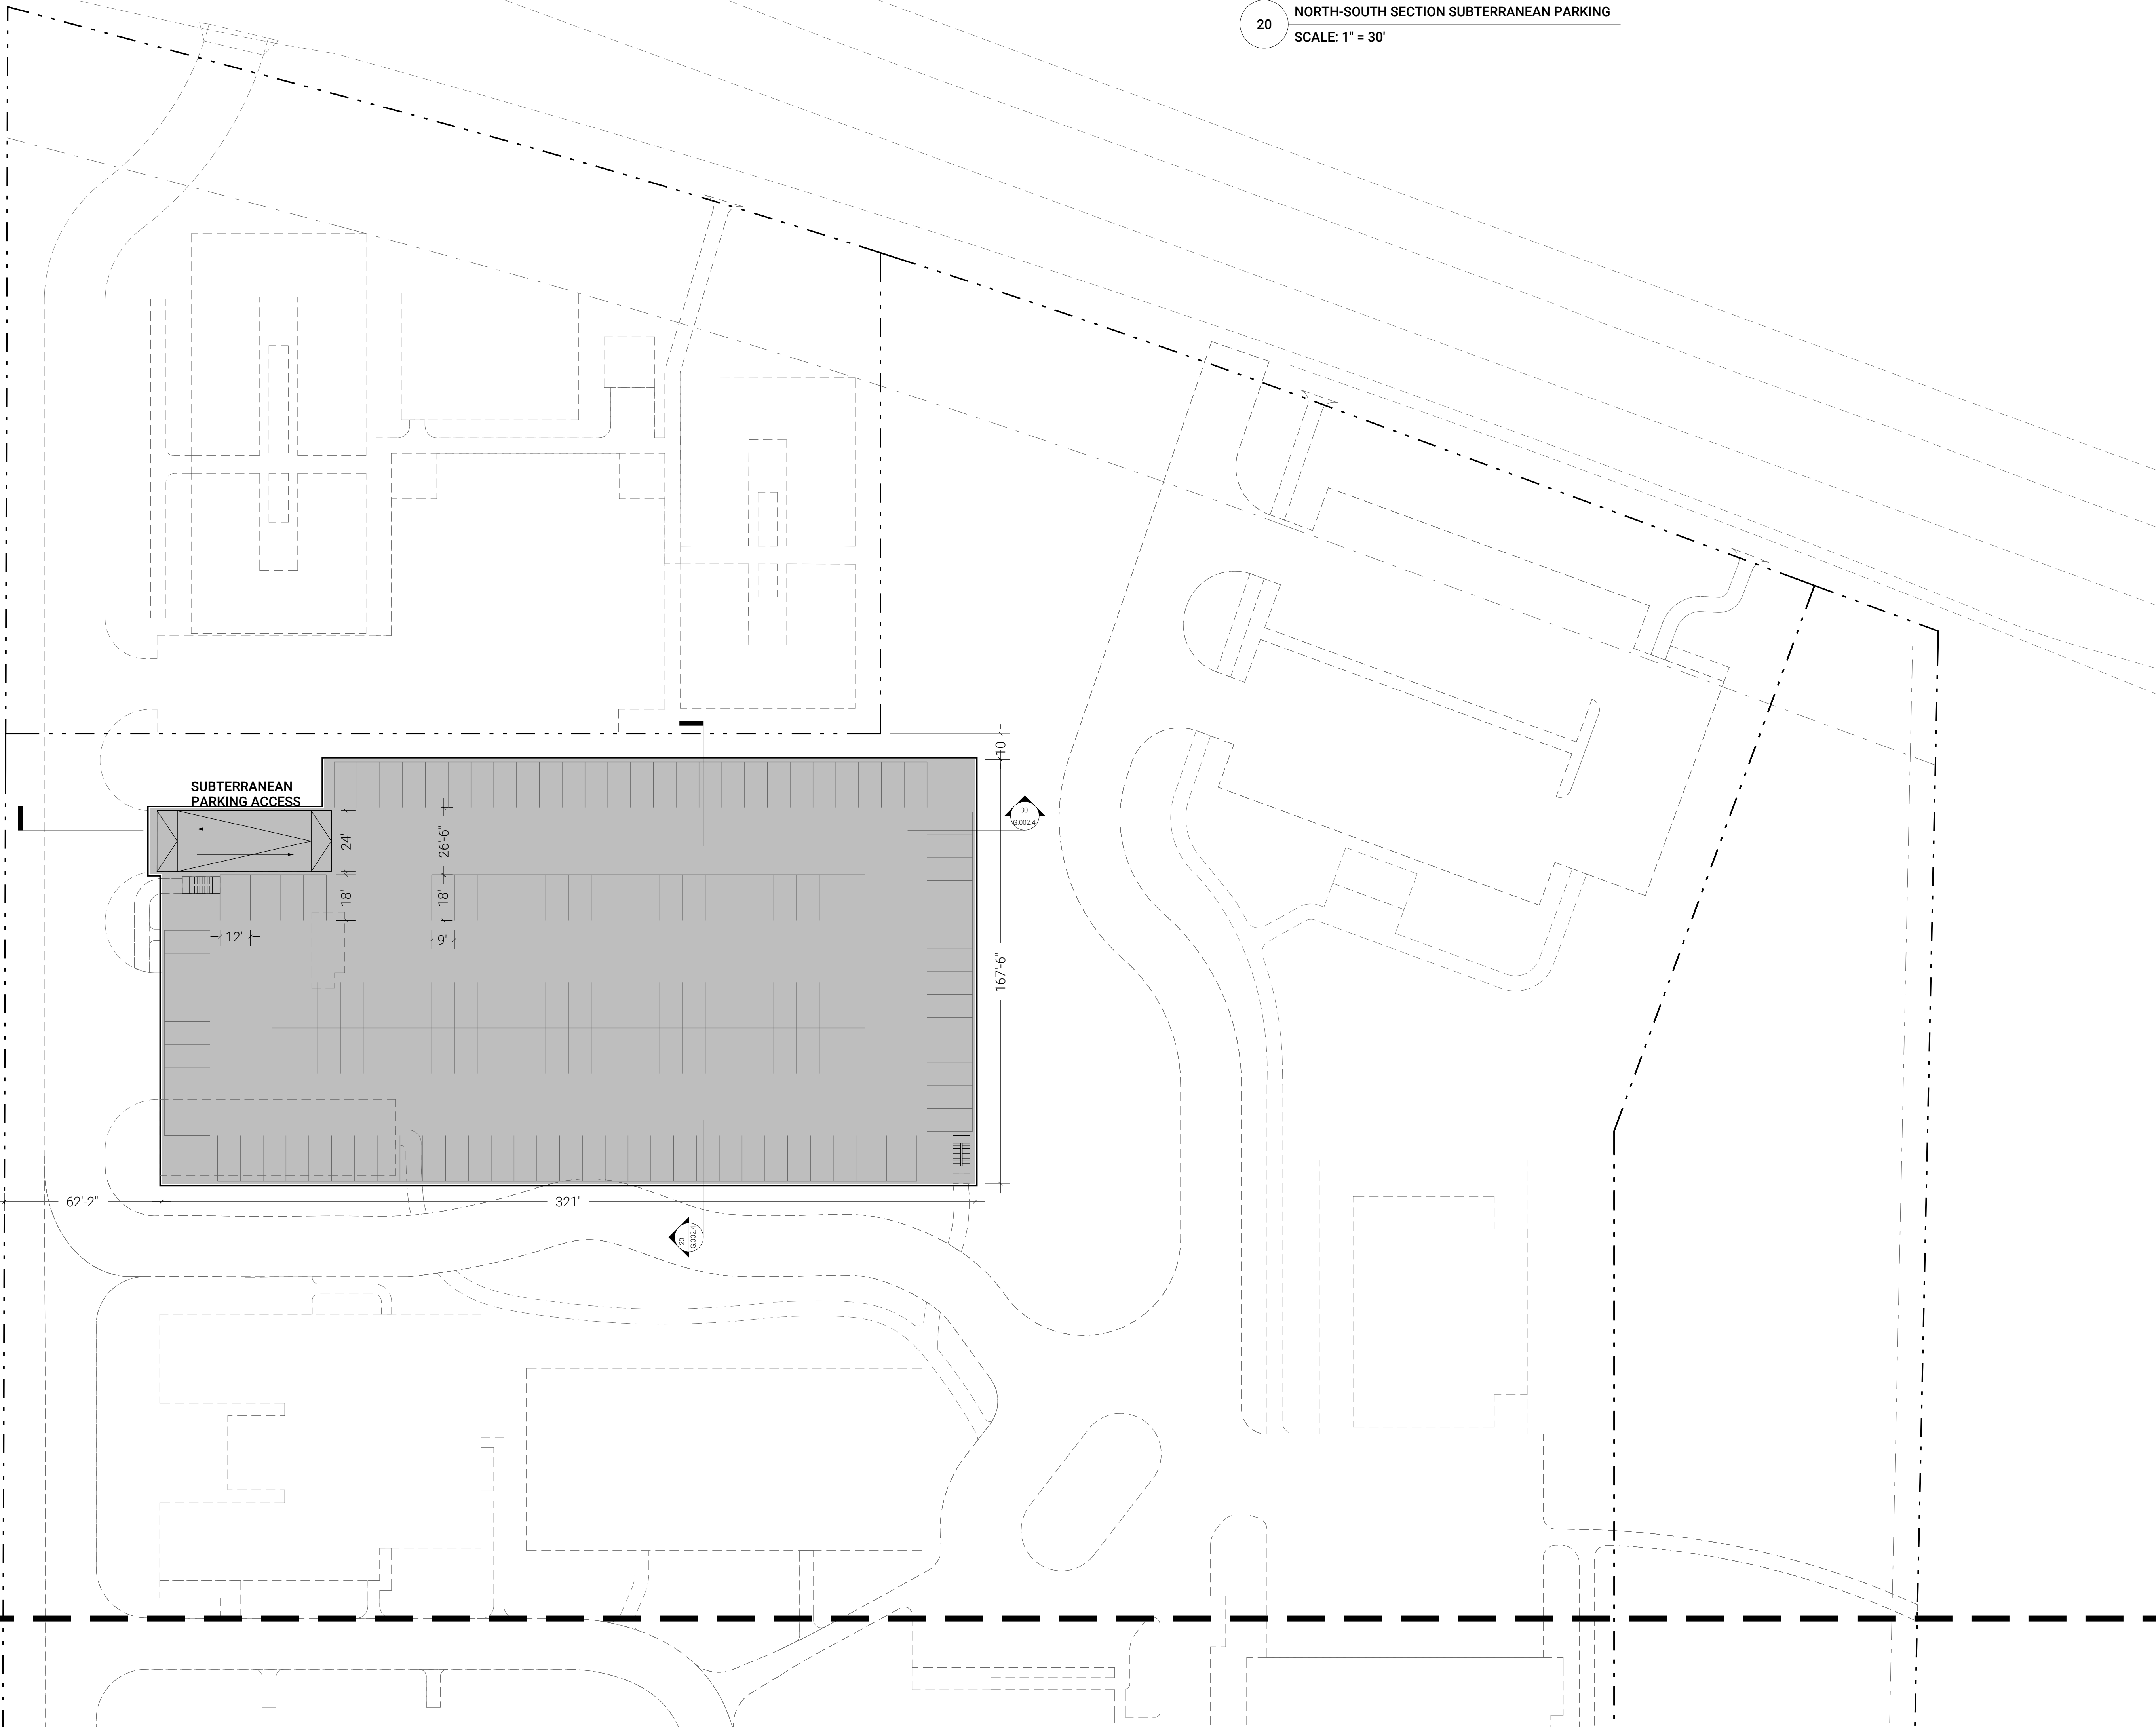 20
NORTH-SOUTH SECTION SUBTERRANEAN PARKING
SCALE: 1" = 30'
10'
SUBTERRANEAN
PARKING ACCESS
30
G.002.4
24'
26'-6"
18'
18'
12'
9'
167'-6"
62'-2"
321'
20
G.002.4